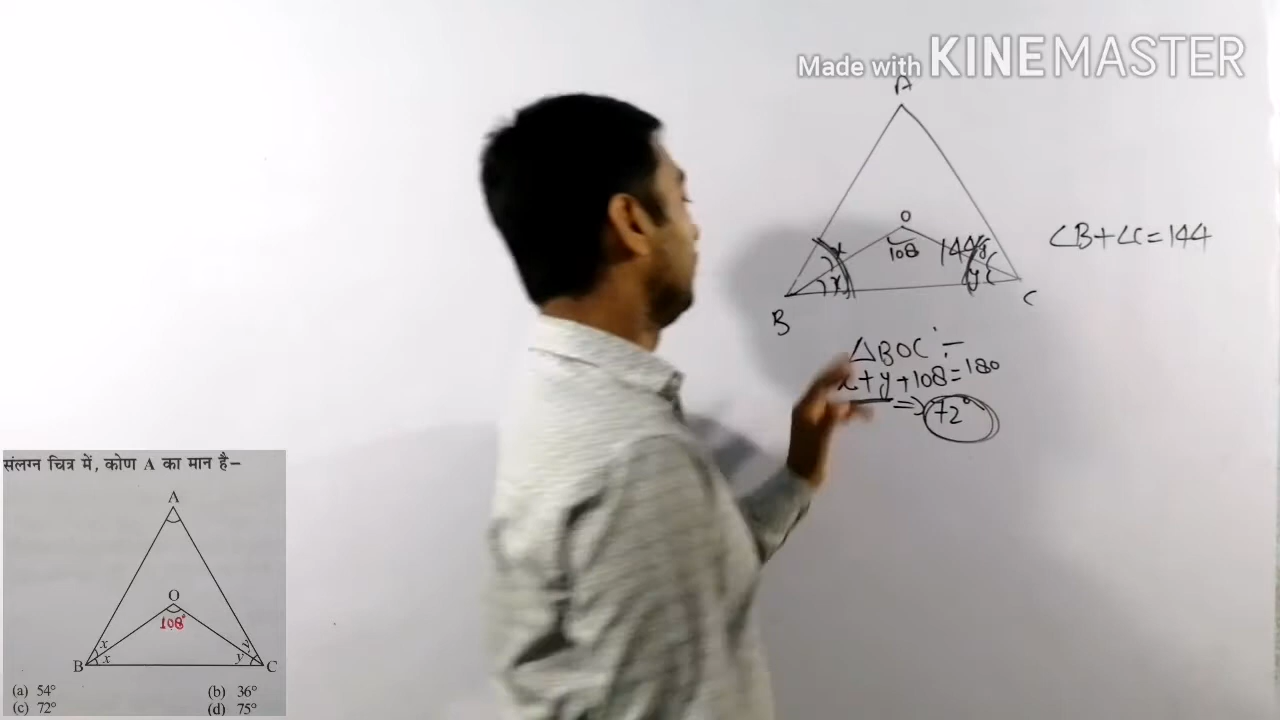 Made with KINEMASTER
A
O
108
x
x
144
y
y
B
C
∠B+∠C=144
△BOC :-
x+y+108=180
=> 72°
संलग्न चित्र में, कोण A का मान है–
A
O
108°
x
x
y
y
B
C
(a) 54° (b) 36°
(c) 72° (d) 75°